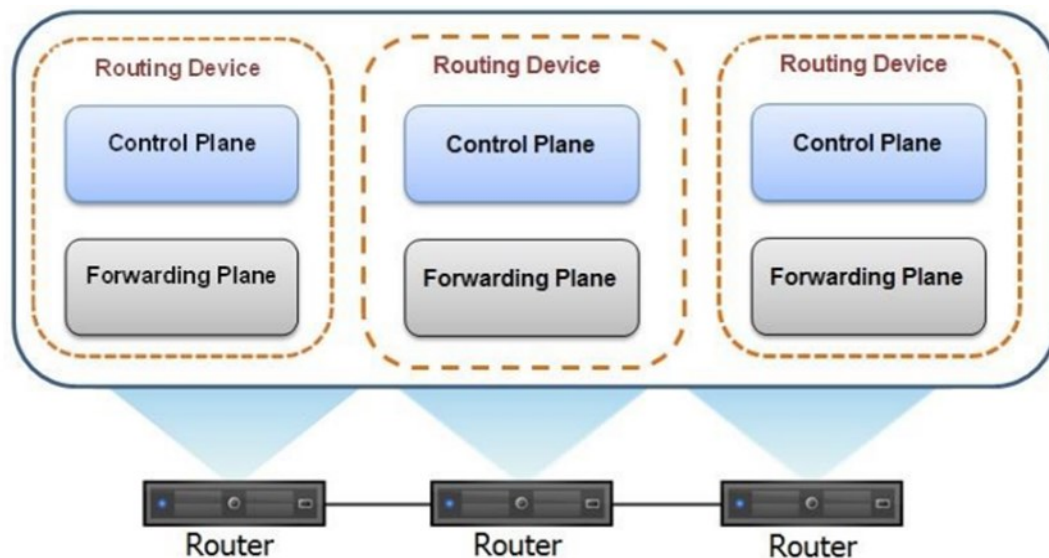 Routing Device
Routing Device
Routing Device
Control Plane
Control Plane
Control Plane
Forwarding Plane
Forwarding Plane
Forwarding Plane
Router
Router
Router